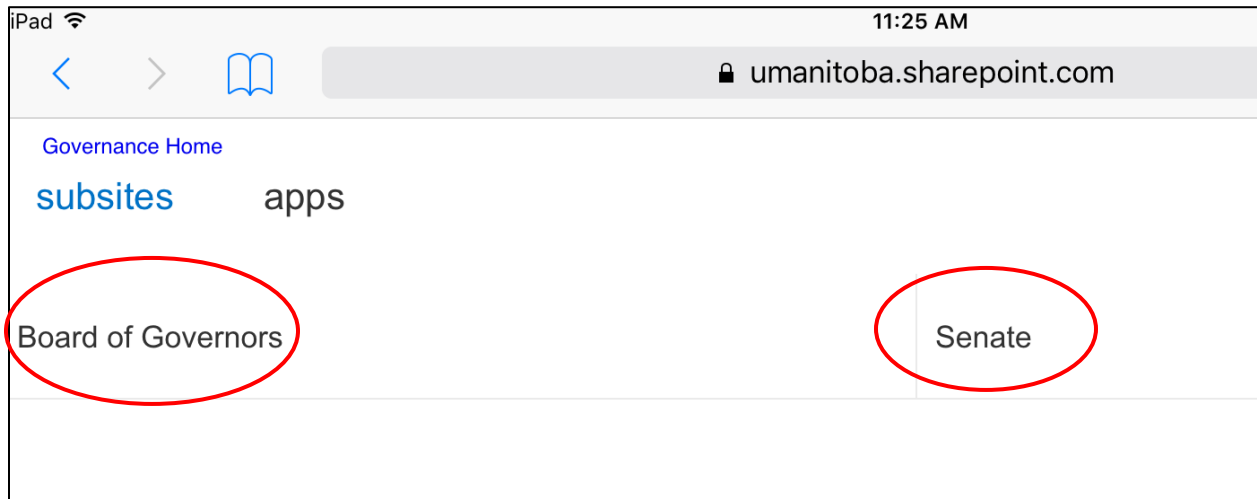 iPad 11:25 AM
umanitoba.sharepoint.com
Governance Home
subsites apps
Board of Governors Senate